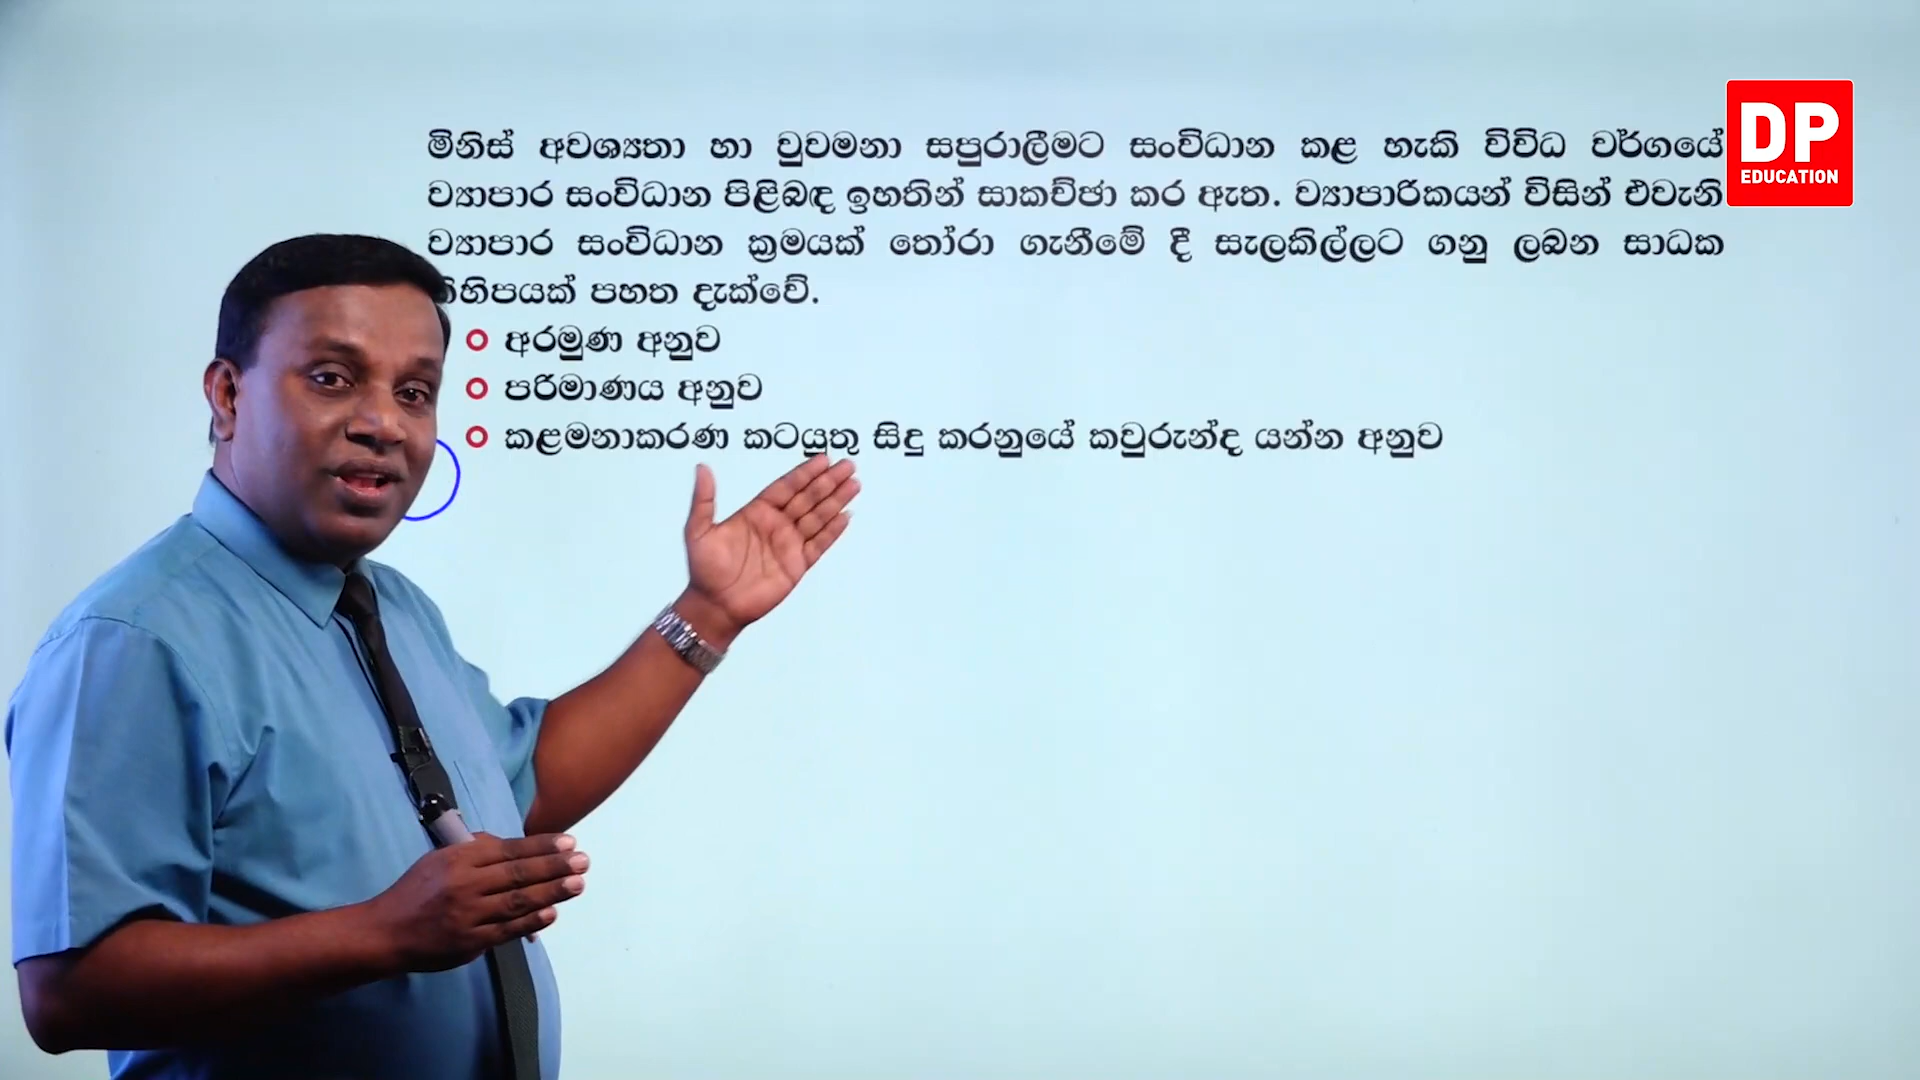 මිනිස් අවශ්‍යතා හා වුවමනා සපුරාලීමට සංවිධාන කළ හැකි විවිධ වර්ගයේ
ව්‍යාපාර සංවිධාන පිළිබඳ ඉහතින් සාකච්ඡා කර ඇත. ව්‍යාපාරිකයන් විසින් එවැනි
ව්‍යාපාර සංවිධාන ක්‍රමයක් තෝරා ගැනීමේ දී සැලකිල්ලට ගනු ලබන සාධක
පහත දැක්වේ.
අරමුණ අනුව
පරිමාණය අනුව
කළමනාකරණ කටයුතු සිදු කරනුයේ කවුරුන්ද යන්න අනුව
DP
EDUCATION